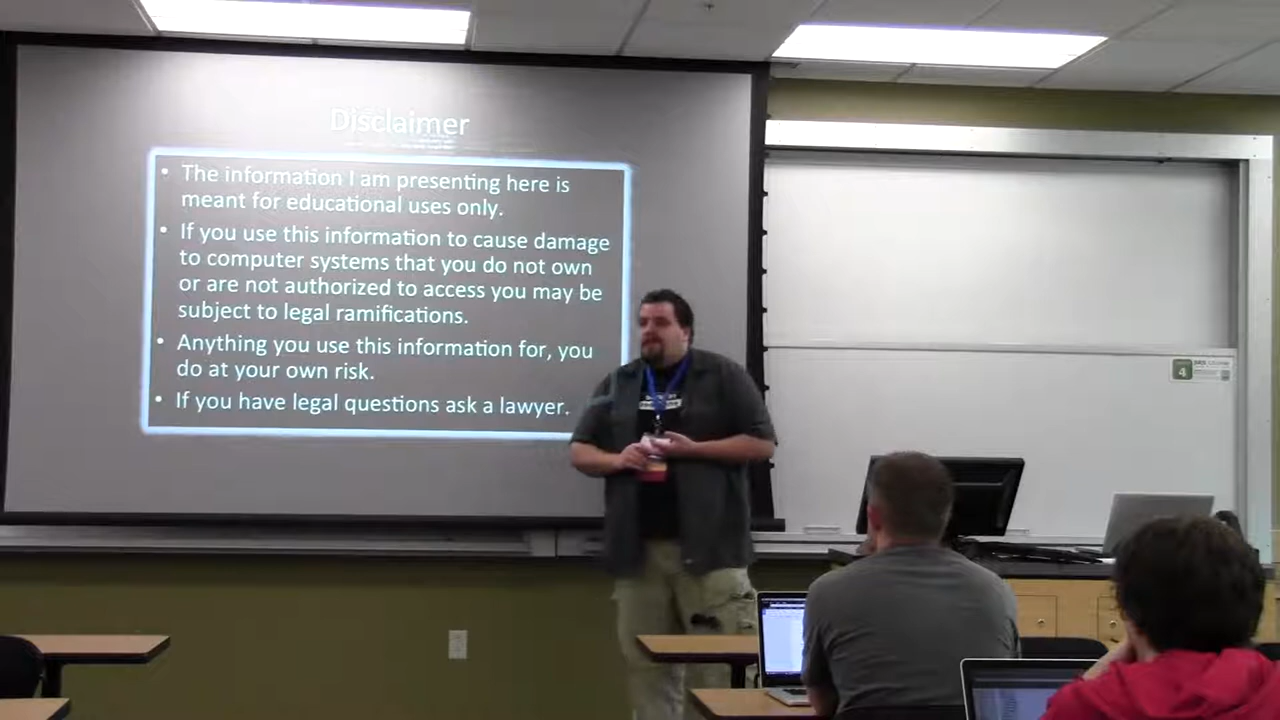 Disclaimer
• The information I am presenting here is
meant for educational uses only.
• If you use this information to cause damage
to computer systems that you do not own
or are not authorized to access you may be
subject to legal ramifications.
• Anything you use this information for, you
do at your own risk.
• If you have legal questions ask a lawyer.
4